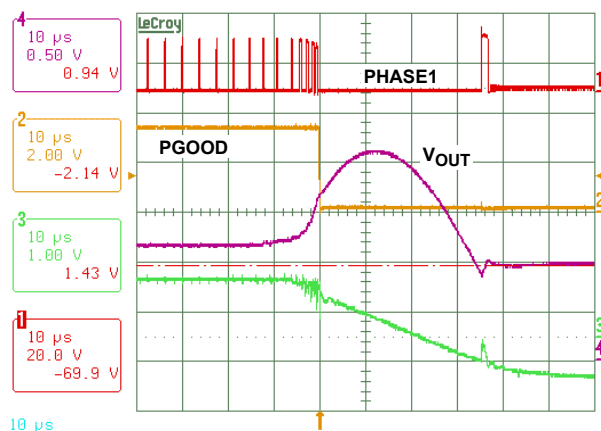 4
10 µs
0.50 V
0.94 V
2
10 µs
2.00 V
-2.14 V
3
10 µs
1.00 V
1.43 V
1
10 µs
20.0 V
-69.9 V
10 µs
LeCroy
PHASE1
PGOOD
VOUT
1
2
3
4